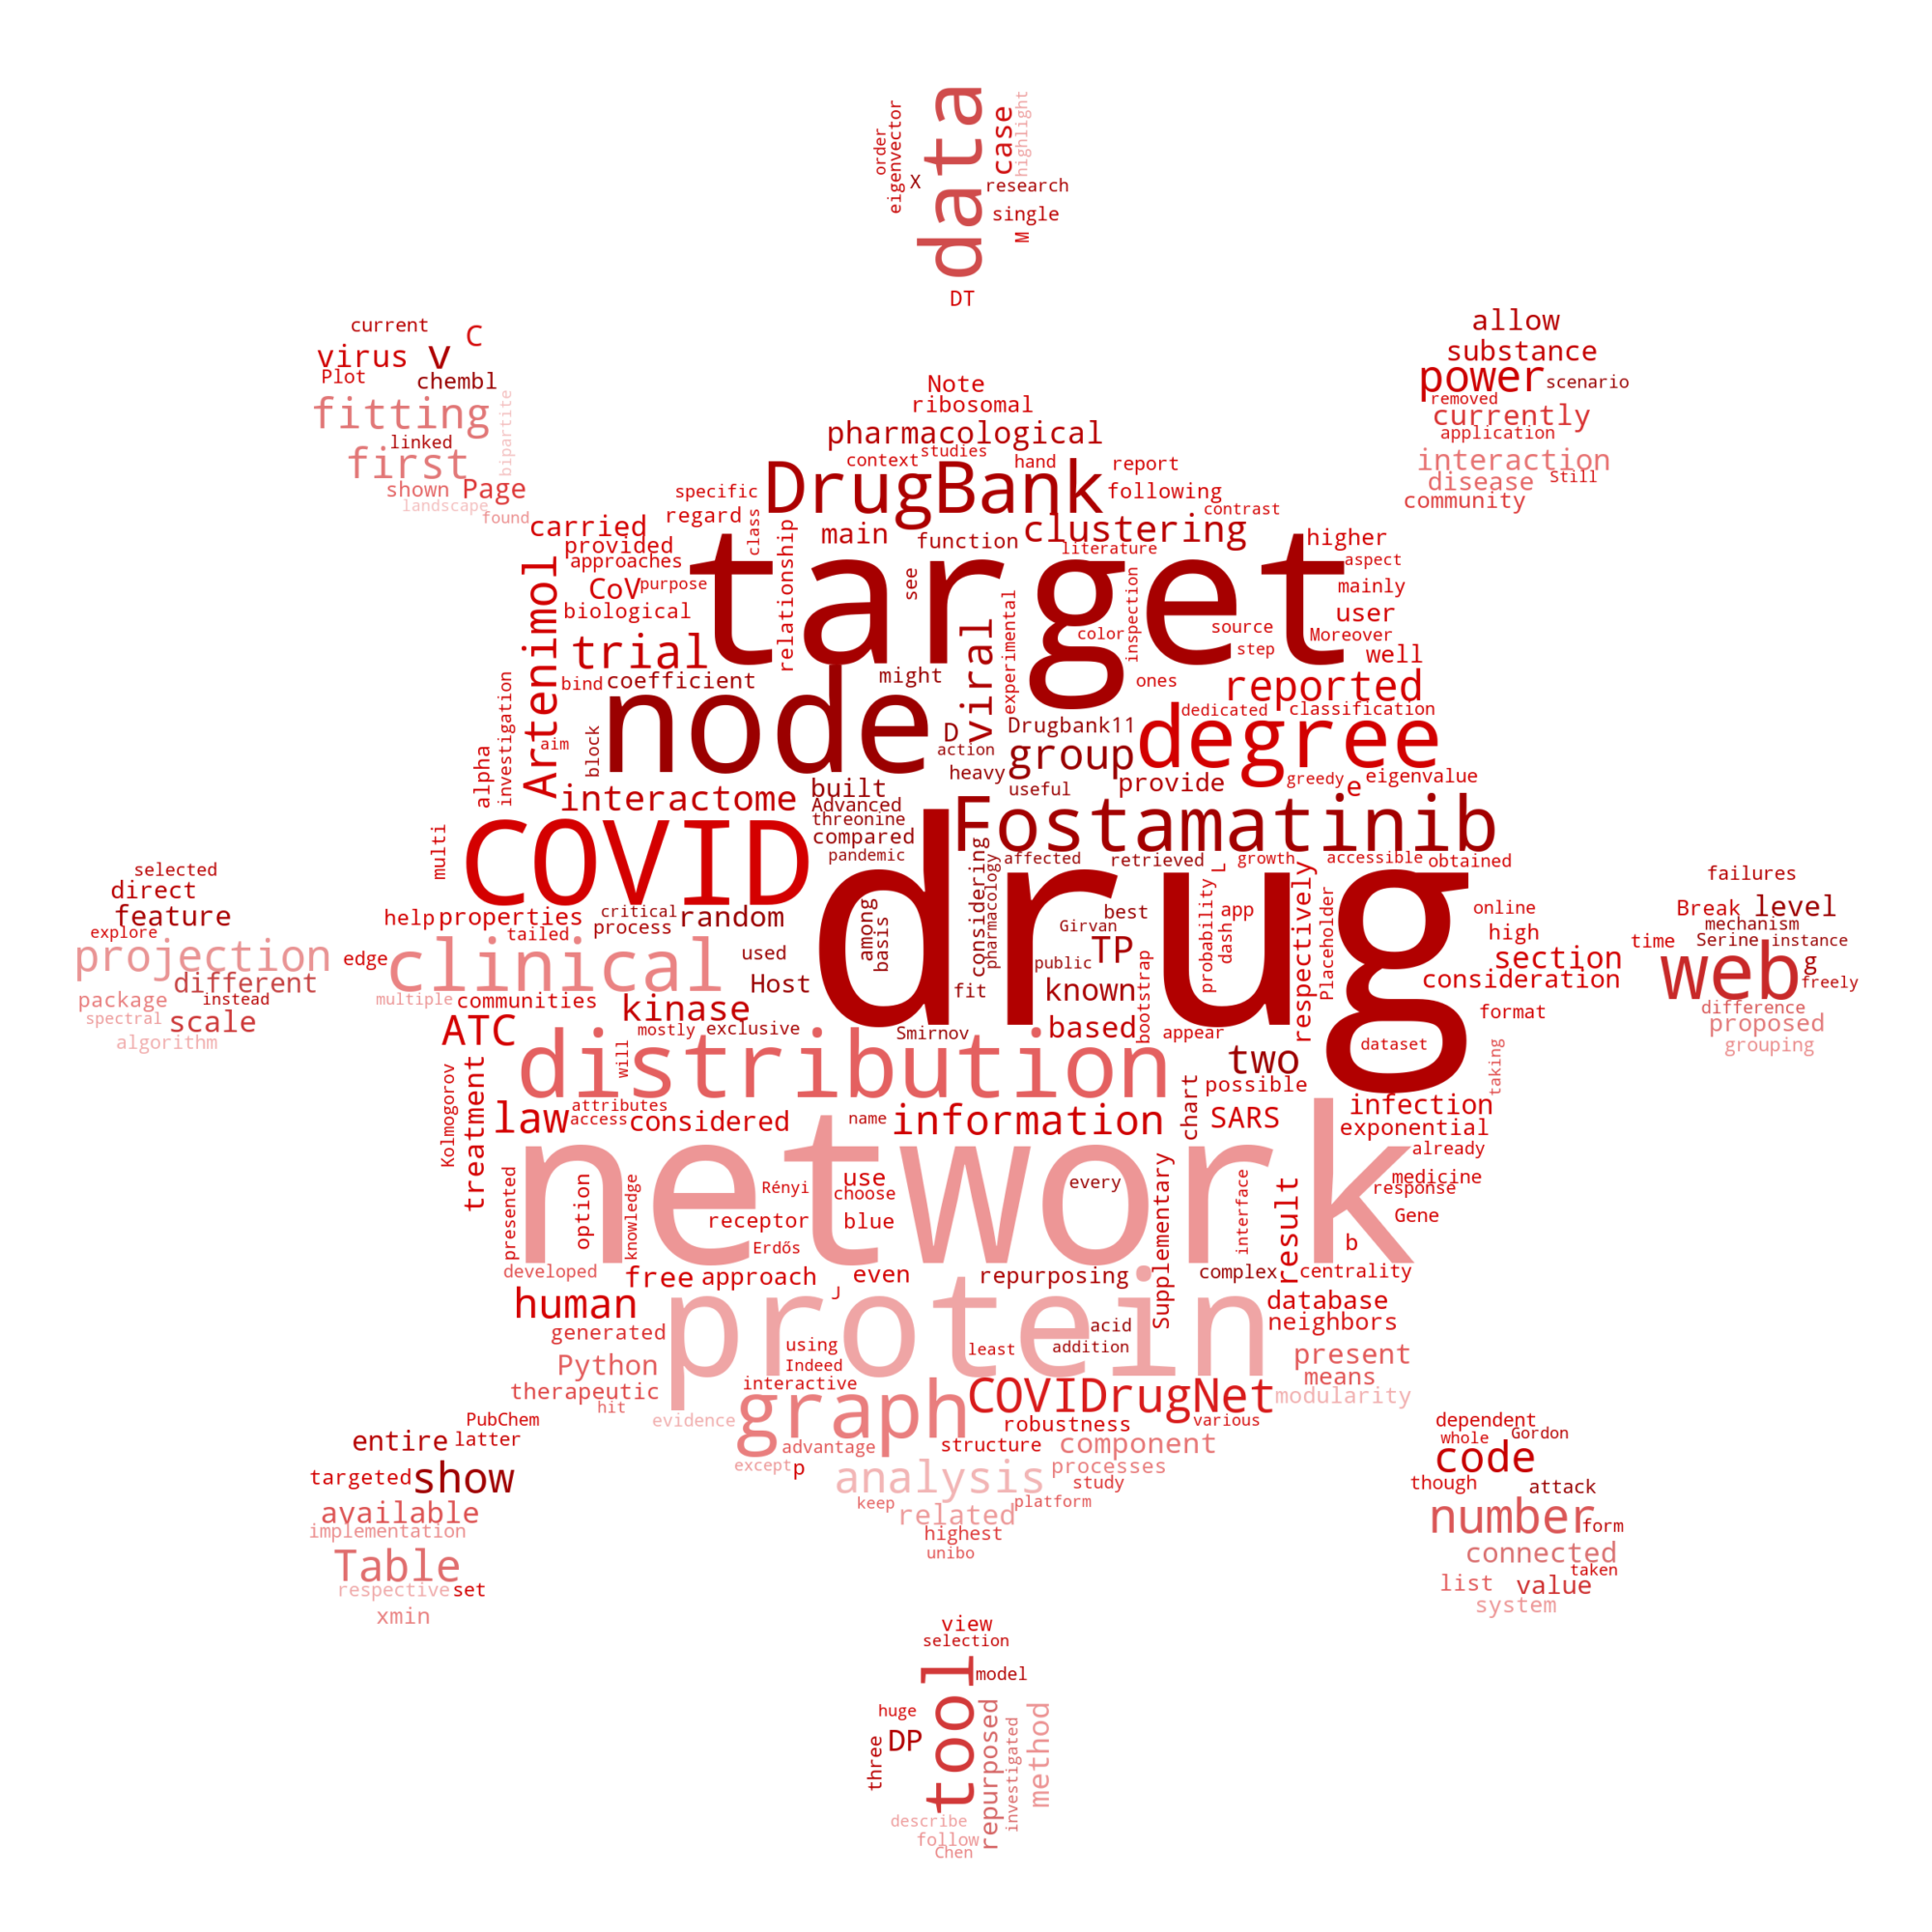 data
order
eigenvector
X
case
highlight
research
single
M
DT
current
C
virus
v
Plot
chembl
fitting
bipartite
linked
first
shown
Page
landscape
found
allow
substance
power
scenario
removed
currently
application
interaction
disease
Still
community
Note
ribosomal
pharmacological
context
studies
hand
report
specific
DrugBank
following
contrast
carried
regard
class
relationship
main
function
clustering
literature
higher
aspect
provided
approaches
CoV
purpose
biological
target
see
mainly
user
Moreover
well
Artenimol
trial
viral
experimental
color
inspection
source
step
bind
coefficient
might
ones
reported
investigation
alpha
aim
block
node
D
action
Drugbank11
dedicated
classification
group
degree
heavy
useful
provide
greedy
e
eigenvalue
interactome
built
Advanced
threonine
compared
pandemic
Fostamatinib
multi
COVID
considering
pharmacology
affected
retrieved
L
growth
accessible
obtained
drug
help
properties
critical
process
random
tailed
among
basis
best
Girvan
probability
app
dash
respectively
Placeholder
online
high
edge
clinical
used
Host
public
TP
section
consideration
multiple
communities
kinase
fit
known
bootstrap
format
ATC
mostly
exclusive
Smirnov
based
appear
dataset
distribution
will
two
possible
taking
Kolmogorov
treatment
law
attributes
access
considered
name
information
chart
SARS
infection
exponential
already
network
presented
option
knowledge
Rényi
use
choose
every
Supplementary
interface
result
medicine
response
Gene
receptor
blue
Erdős
b
developed
free
approach
even
J
repurposing
complex
centrality
human
protein
database
neighbors
generated
using
Indeed
least
acid
addition
Python
present
means
therapeutic
interactive
COVIDrugNet
modularity
hit
evidence
graph
robustness
various
advantage
structure
component
except
p
analysis
processes
study
keep
related
platform
highest
unibo
selected
direct
feature
explore
projection
different
package
instead
spectral
scale
algorithm
failures
Break
level
mechanism
time
Serine
instance
web
g
freely
difference
proposed
grouping
PubChem
entire
latter
targeted
show
available
implementation
Table
respective
set
xmin
dependent
whole
Gordon
code
though
attack
number
form
connected
taken
list
value
system
view
selection
tool
model
huge
DP
three
repurposed
investigated
method
describe
follow
Chen